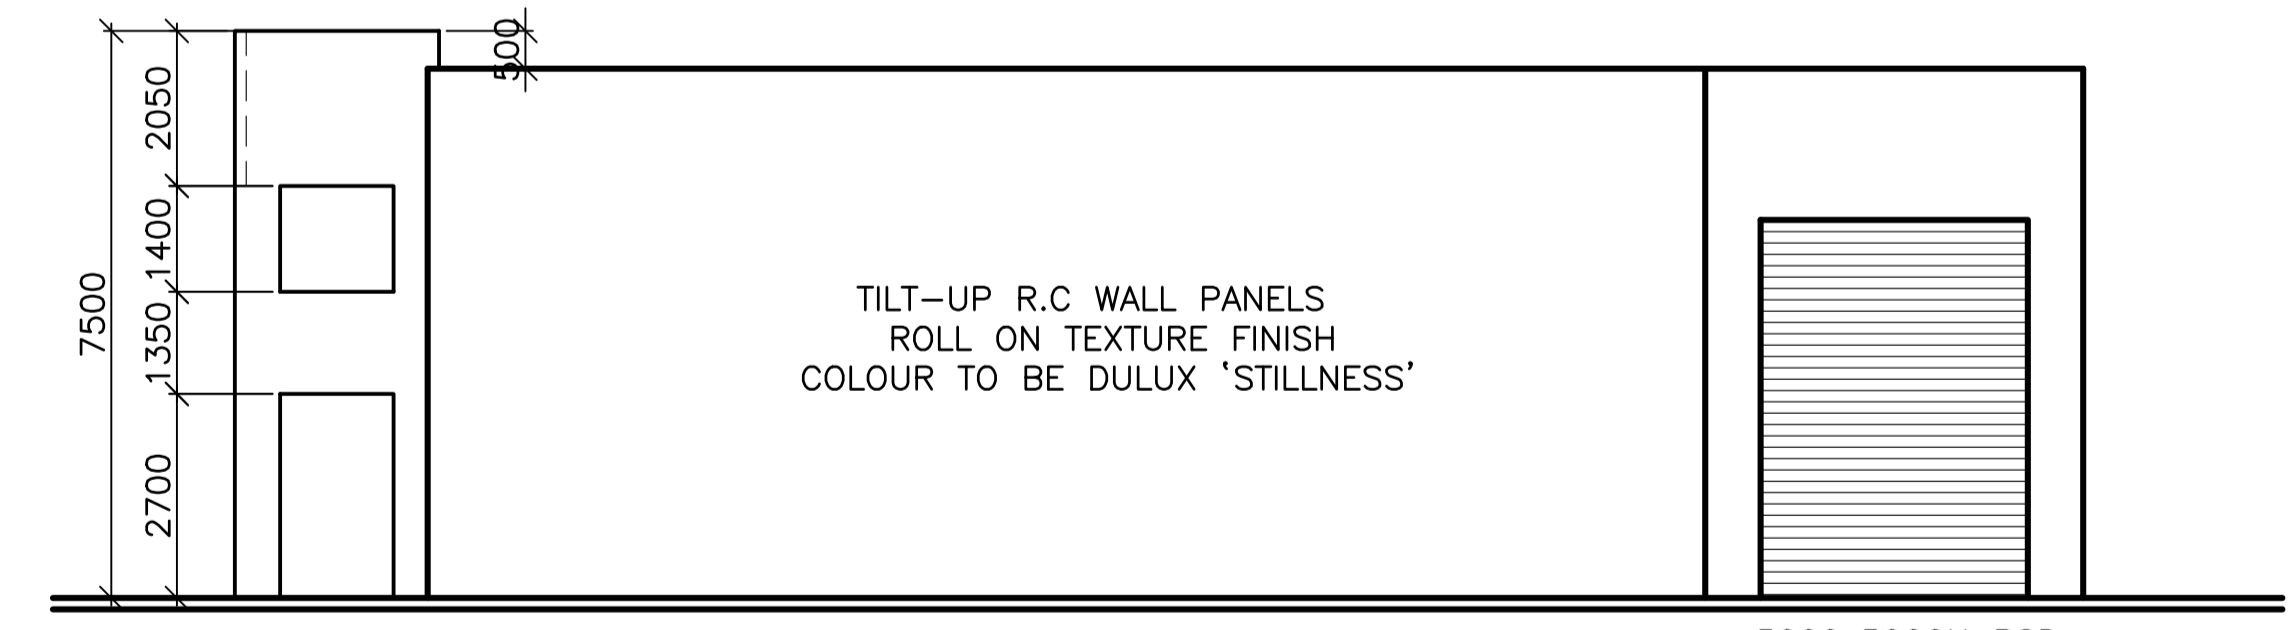 7500
2050
1400
1350
2700
500
TILT-UP R.C WALL PANELS
ROLL ON TEXTURE FINISH
COLOUR TO BE DULUX ‘STILLNESS’